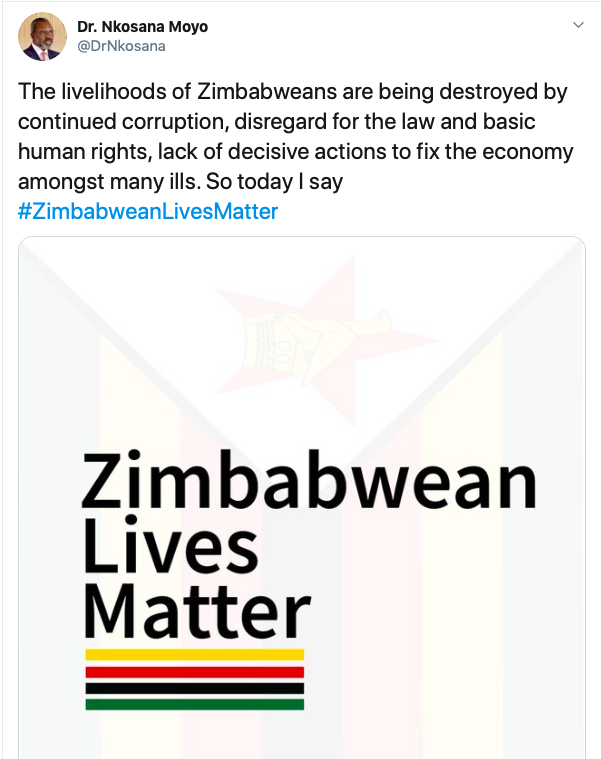 Dr. Nkosana Moyo
@DrNkosana
The livelihoods of Zimbabweans are being destroyed by
continued corruption, disregard for the law and basic
human rights, lack of decisive actions to fix the economy
amongst many ills. So today I say
#ZimbabweanLivesMatter
Zimbabwean
Lives
Matter